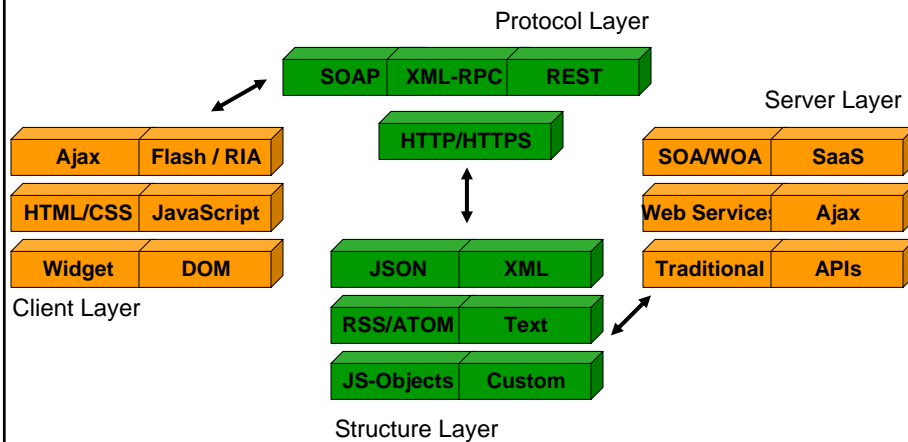 Protocol Layer
SOAP XML-RPC REST
HTTP/HTTPS
Client Layer
Ajax Flash / RIA
HTML/CSS JavaScript
Widget DOM
Structure Layer
JSON XML
RSS/ATOM Text
JS-Objects Custom
Server Layer
SOA/WOA SaaS
Web Services Ajax
Traditional APIs